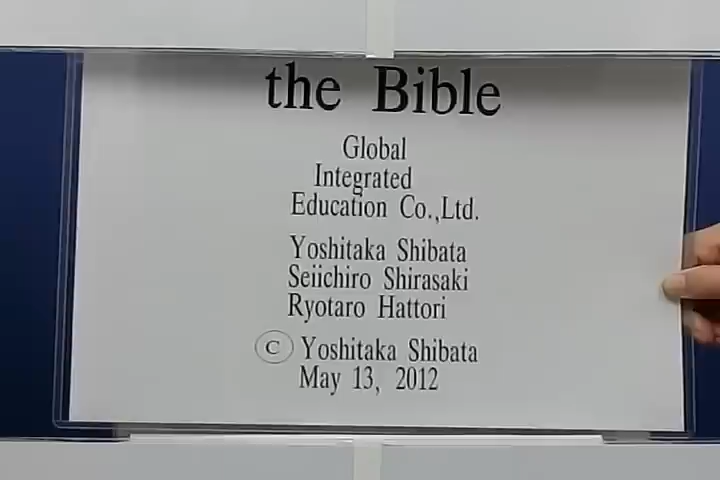 the Bible
Global
Integrated
Education Co.,Ltd.
Yoshitaka Shibata
Seiichiro Shirasaki
Ryotaro Hattori
© Yoshitaka Shibata
May 13, 2012